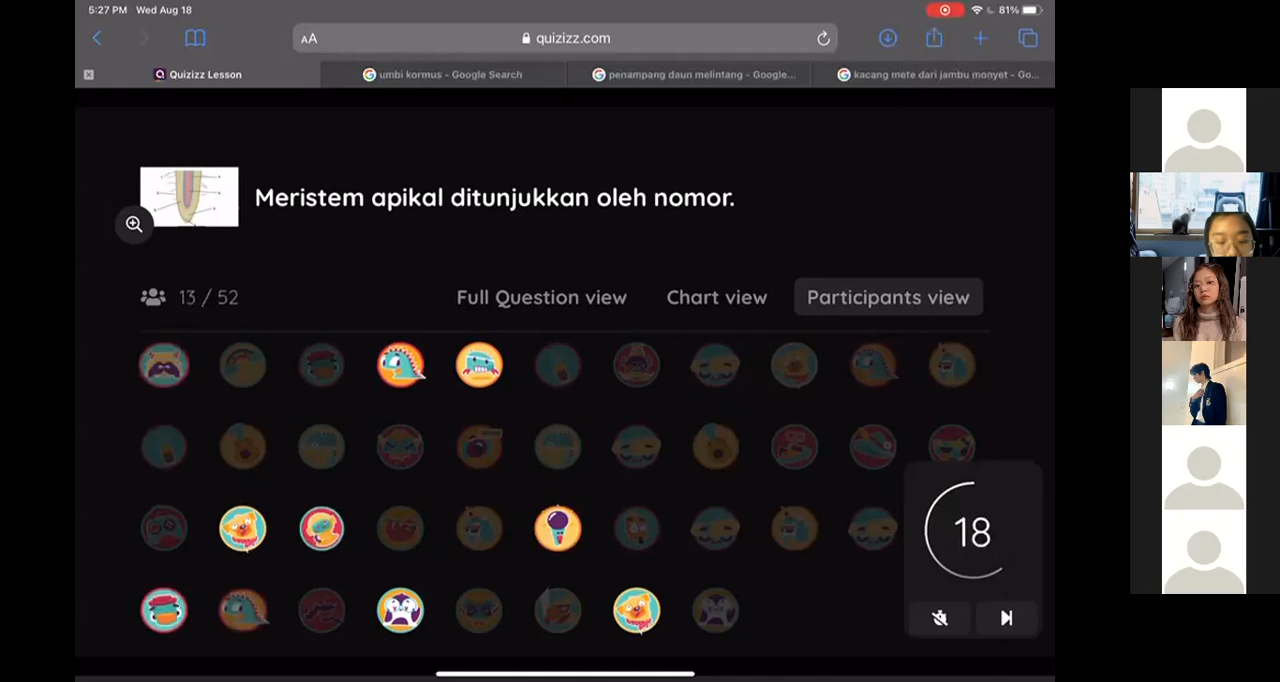 5:27 PM Wed Aug 18
81%
AA
quizizz.com
Quizizz Lesson
umbi kormus - Google Search
penampang daun melintang - Google...
kacang mete dari jambu monyet - Go...
Meristem apikal ditunjukkan oleh nomor.
13 / 52
Full Question view
Chart view
Participants view
18